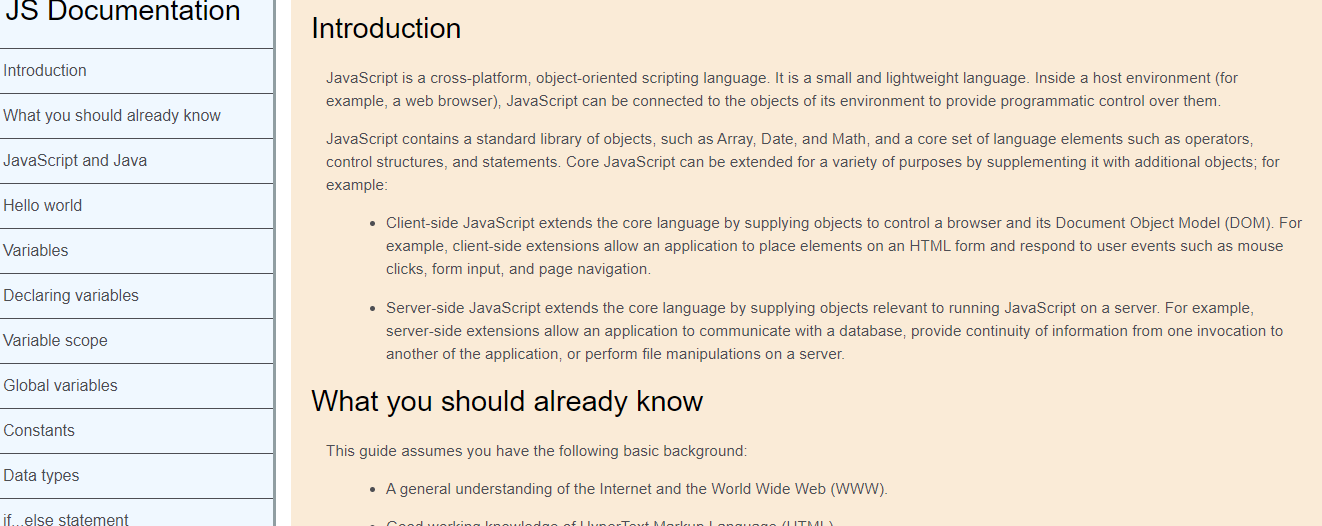 JS Documentation
Introduction
What you should already know
JavaScript and Java
Hello world
Variables
Declaring variables
Variable scope
Global variables
Constants
Data types
if...else statement
Introduction
JavaScript is a cross-platform, object-oriented scripting language. It is a small and lightweight language. Inside a host environment (for
example, a web browser), JavaScript can be connected to the objects of its environment to provide programmatic control over them.
JavaScript contains a standard library of objects, such as Array, Date, and Math, and a core set of language elements such as operators,
control structures, and statements. Core JavaScript can be extended for a variety of purposes by supplementing it with additional objects; for
example:
• Client-side JavaScript extends the core language by supplying objects to control a browser and its Document Object Model (DOM). For
example, client-side extensions allow an application to place elements on an HTML form and respond to user events such as mouse
clicks, form input, and page navigation.
• Server-side JavaScript extends the core language by supplying objects relevant to running JavaScript on a server. For example,
server-side extensions allow an application to communicate with a database, provide continuity of information from one invocation to
another of the application, or perform file manipulations on a server.
What you should already know
This guide assumes you have the following basic background:
• A general understanding of the Internet and the World Wide Web (WWW).
• Good working knowledge of HyperText Markup Language (HTML).